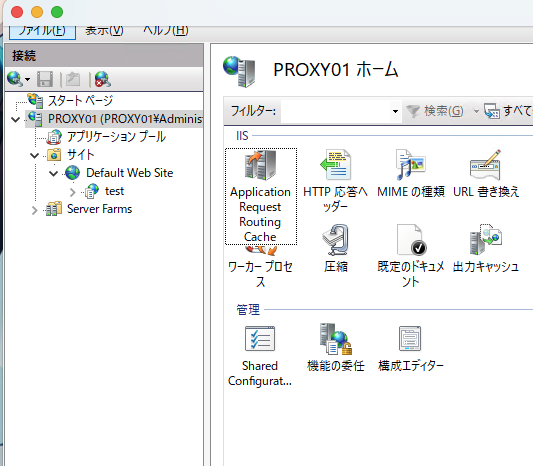 ファイル(F) 表示(V) ヘルプ(H)
接続
スタート ページ
PROXY01 (PROXY01¥Adminis
アプリケーション プール
サイト
Default Web Site
test
Server Farms
PROXY01 ホーム
フィルター: 検索(G) すべて
IIS
Application
Request
Routing
Cache
HTTP 応答ヘ
ッダー
MIME の種類
URL 書き換え
ワーカー プロセ
ス
圧縮
既定のドキュメ
ント
出力キャッシュ
管理
Shared
Configurat...
機能の委任
構成エディター